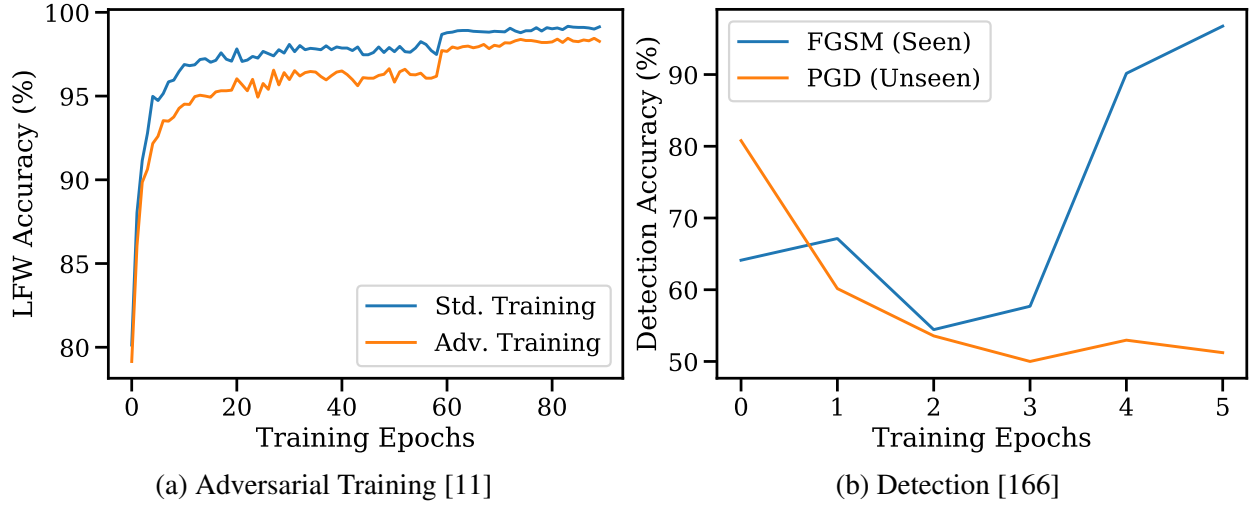 100
95
90
85
80
LFW Accuracy (%)
Std. Training
Adv. Training
0 20 40 60 80
Training Epochs
(a) Adversarial Training [11]
90
80
70
60
50
Detection Accuracy (%)
FGSM (Seen)
PGD (Unseen)
0 1 2 3 4 5
Training Epochs
(b) Detection [166]